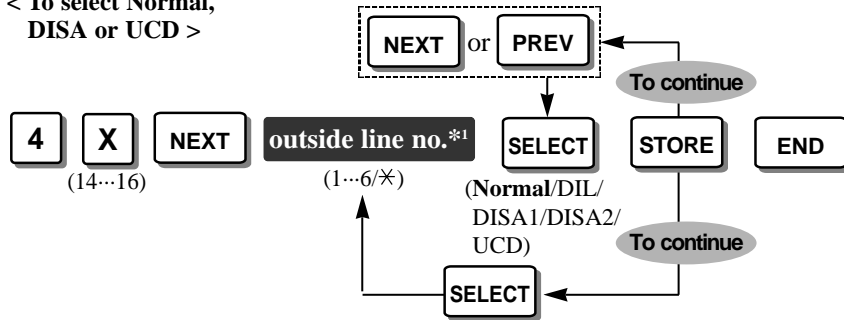 < To select Normal,
DISA or UCD >
NEXT or PREV
To continue
4 X NEXT outside line no.*1 SELECT STORE END
(14···16) (1···6/✳) (Normal/DIL/
DISA1/DISA2/
UCD)
To continue
SELECT